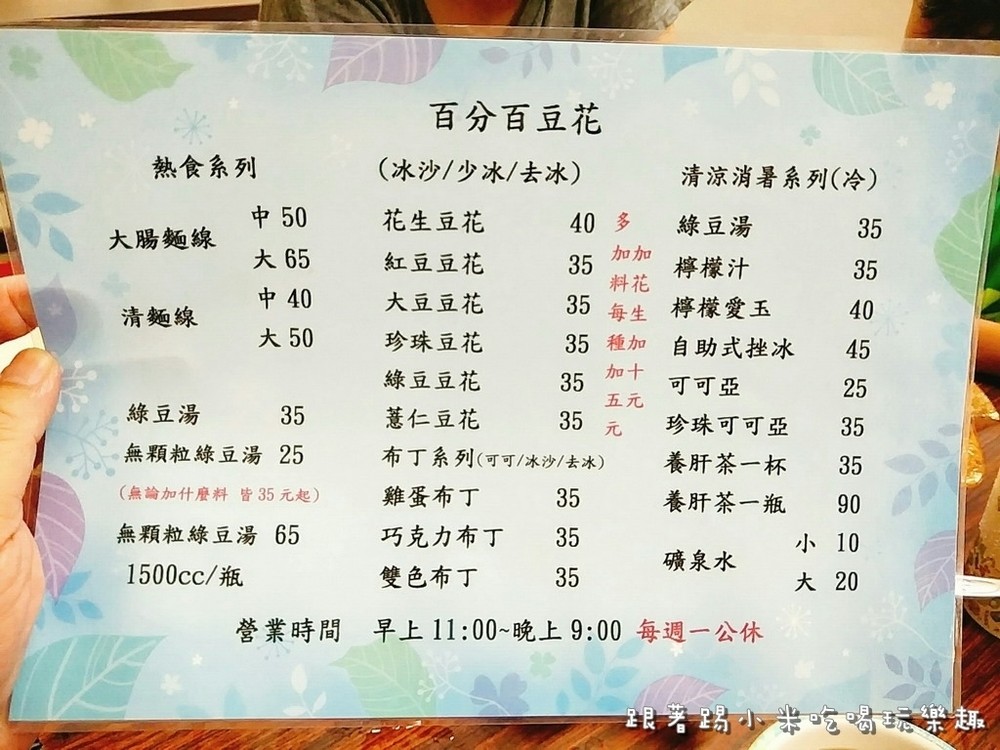 百分百豆花
熱食系列
大腸麵線 中 50
大 65
清麵線 中 40
大 50
綠豆湯 35
無顆粒綠豆湯 25
(無論加什麼料 皆35元起)
無顆粒綠豆湯 65
1500cc/瓶
(冰沙/少冰/去冰)
花生豆花 40
紅豆豆花 35
大豆豆花 35
珍珠豆花 35
綠豆豆花 35
薏仁豆花 35
布丁系列(可可/冰沙/去冰)
雞蛋布丁 35
巧克力布丁 35
雙色布丁 35
多加料每種加五元
加花生加十元
清涼消暑系列(冷)
綠豆湯 35
檸檬汁 35
檸檬愛玉 40
自助式挫冰 45
可可亞 25
珍珠可可亞 35
養肝茶一杯 35
養肝茶一瓶 90
礦泉水 小 10
大 20
營業時間 早上11:00~晚上9:00 每週一公休
跟著踢小米吃喝玩樂趣